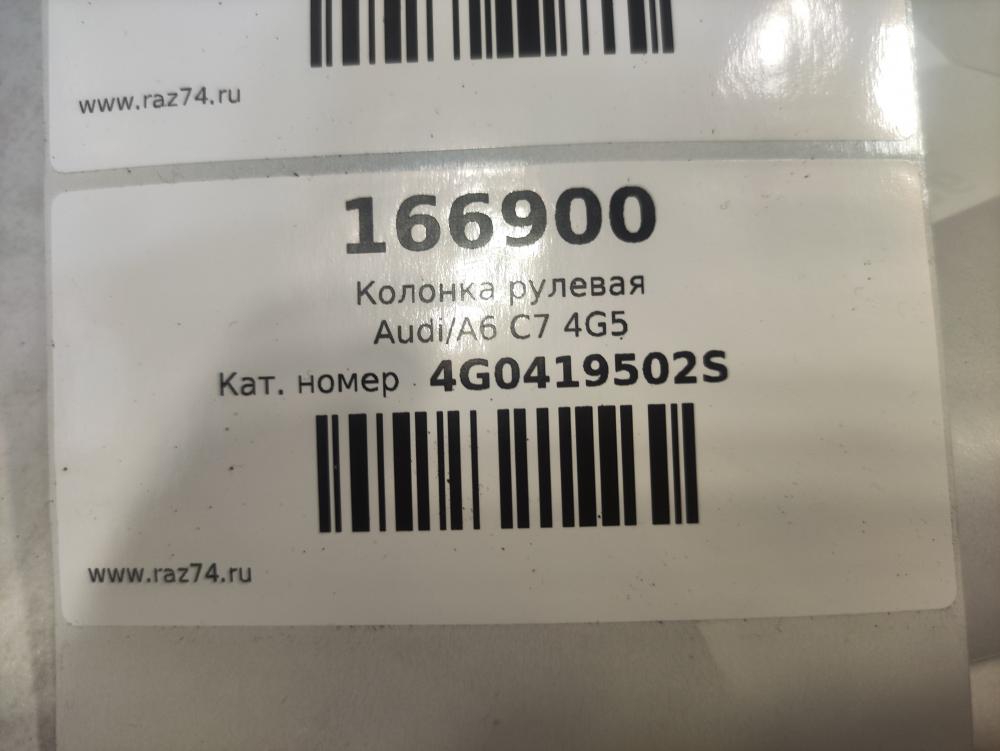 www.raz74.ru
166900
Колонка рулевая
Audi/A6 C7 4G5
Кат. номер 4G0419502S
www.raz74.ru